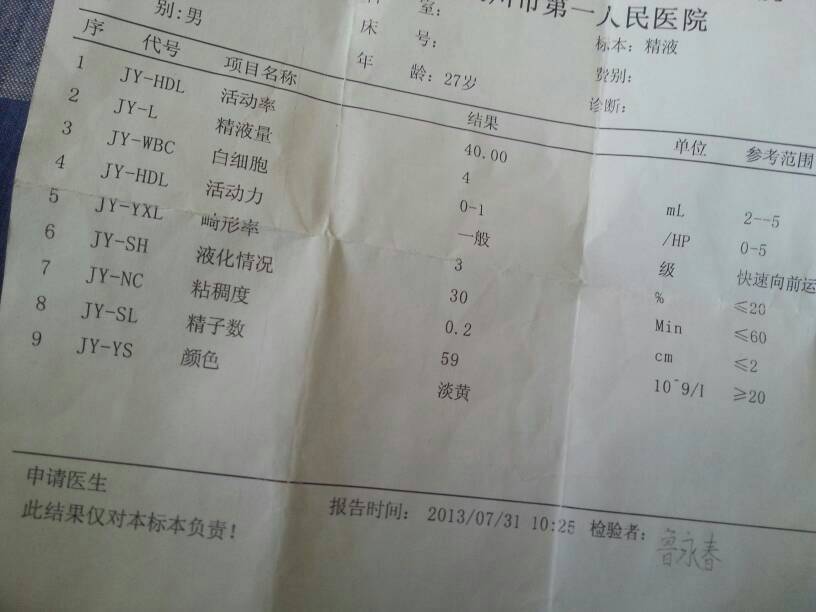 市第一人民医院
别：男 室： 标本：精液
床 号： 费别：
年 龄：27岁 诊断：
序 代号 项目名称 结果 单位 参考范围
1 JY-HDL 活动率 40.00
2 JY-L 精液量 4 mL 2--5
3 JY-WBC 白细胞 0-1 /HP 0-5
4 JY-HDL 活动力 一般 级 快速向前运
5 JY-YXL 畸形率 3 % ≤20
6 JY-SH 液化情况 30 Min ≤60
7 JY-NC 粘稠度 0.2 cm ≤2
8 JY-SL 精子数 59 10^9/l ≥20
9 JY-YS 颜色 淡黄
申请医生
此结果仅对本标本负责！ 报告时间： 2013/07/31 10:25 检验者：鲁永春